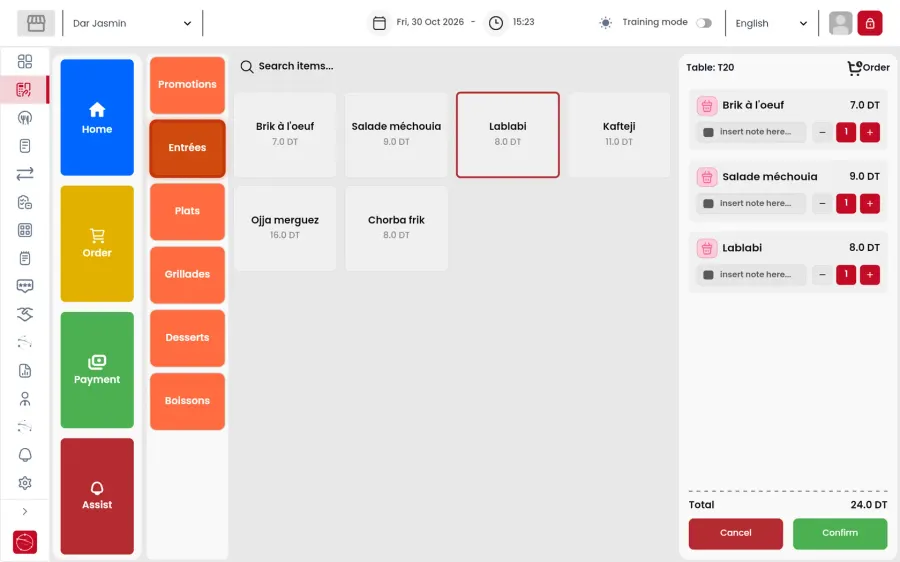 Dar Jasmin
Fri, 30 Oct 2026 - 15:23
Training mode
English
Home
Order
Payment
Assist
Promotions
Entrées
Plats
Grillades
Desserts
Boissons
Search items...
Brik à l'oeuf
7.0 DT
Salade méchouia
9.0 DT
Lablabi
8.0 DT
Kafteji
11.0 DT
Ojja merguez
16.0 DT
Chorba frik
8.0 DT
Table: T20
Order
Brik à l'oeuf 7.0 DT
insert note here... − 1 +
Salade méchouia 9.0 DT
insert note here... − 1 +
Lablabi 8.0 DT
insert note here... − 1 +
Total 24.0 DT
Cancel
Confirm